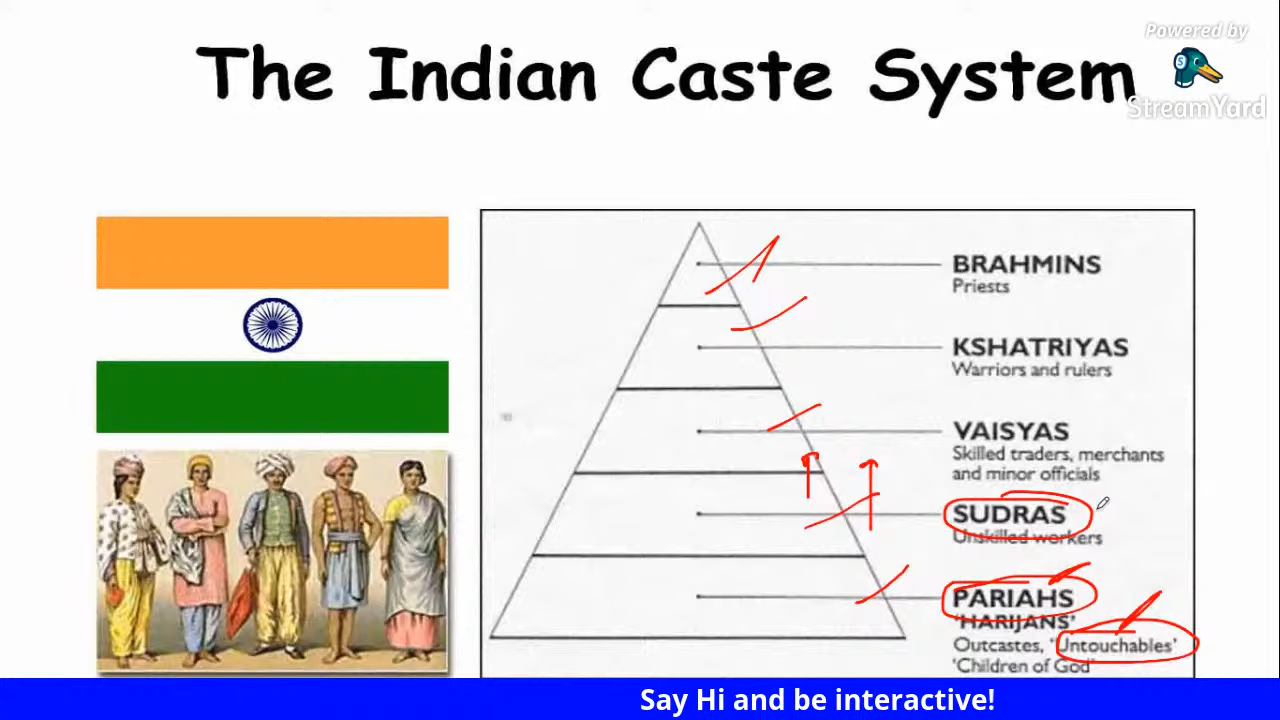 The Indian Caste System
Powered by
S
StreamYard
BRAHMINS
Priests
KSHATRIYAS
Warriors and rulers
VAISYAS
Skilled traders, merchants
and minor officials
SUDRAS
Unskilled workers
PARIAHS
'HARIJANS'
Outcastes, 'Untouchables'
'Children of God'
Say Hi and be interactive!